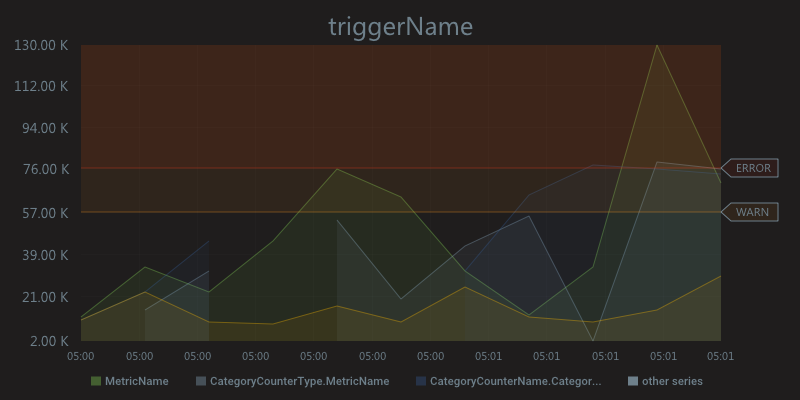 triggerName
130.00 K
112.00 K
94.00 K
76.00 K
ERROR
57.00 K
WARN
39.00 K
21.00 K
2.00 K
05:00 05:00 05:00 05:00 05:00 05:00 05:00 05:01 05:01 05:01 05:01 05:01
MetricName CategoryCounterType.MetricName CategoryCounterName.Categor... other series